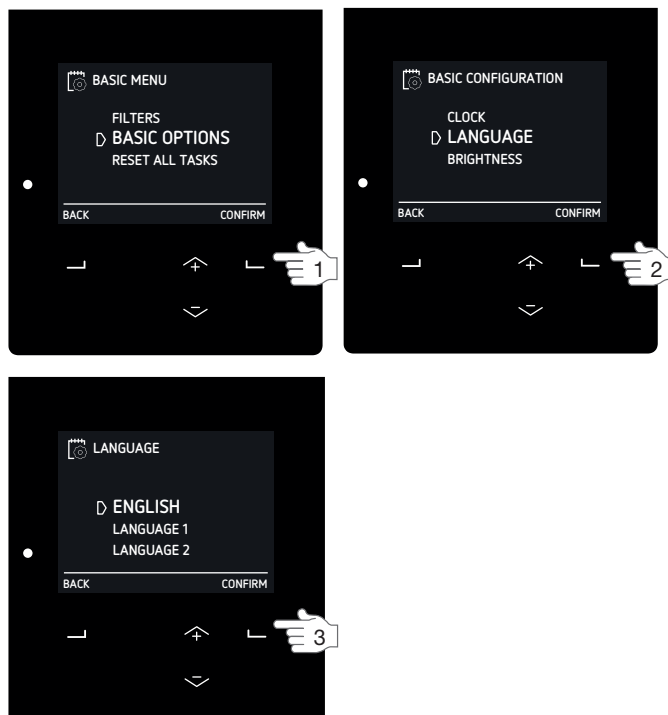 BASIC MENU
FILTERS
BASIC OPTIONS
RESET ALL TASKS
BACK CONFIRM
1
BASIC CONFIGURATION
CLOCK
LANGUAGE
BRIGHTNESS
BACK CONFIRM
2
LANGUAGE
ENGLISH
LANGUAGE 1
LANGUAGE 2
BACK CONFIRM
3